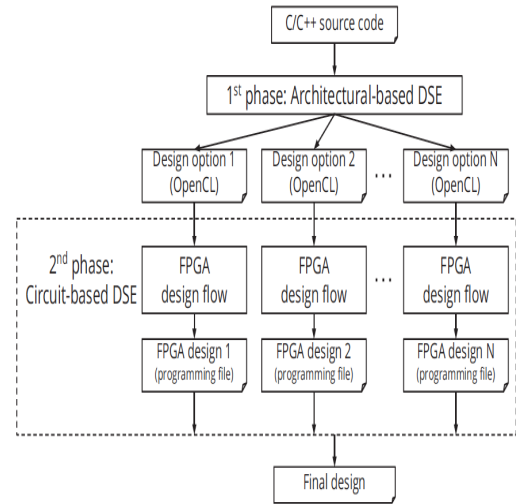 C/C++ source code
1st phase: Architectural-based DSE
Design option 1
(OpenCL)
Design option 2
(OpenCL)
...
Design option N
(OpenCL)
2nd phase:
Circuit-based DSE
FPGA
design flow
FPGA
design flow
...
FPGA
design flow
FPGA design 1
(programming file)
FPGA design 2
(programming file)
FPGA design N
(programming file)
Final design